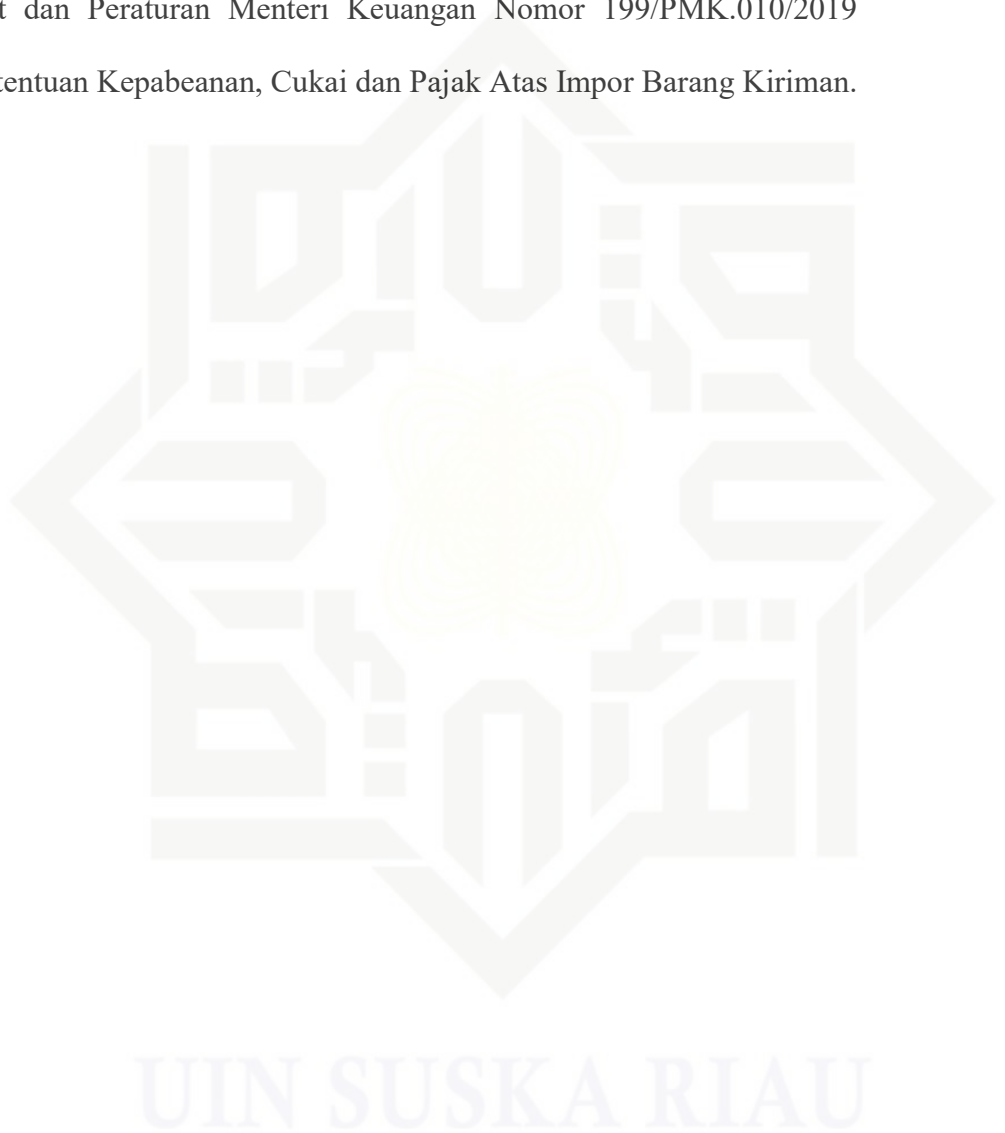 dan Peraturan Menteri Keuangan Nomor 199/PMK.010/2019
Kepabeanan, Cukai dan Pajak Atas Impor Barang Kiriman.
UIN SUSKA RIAU